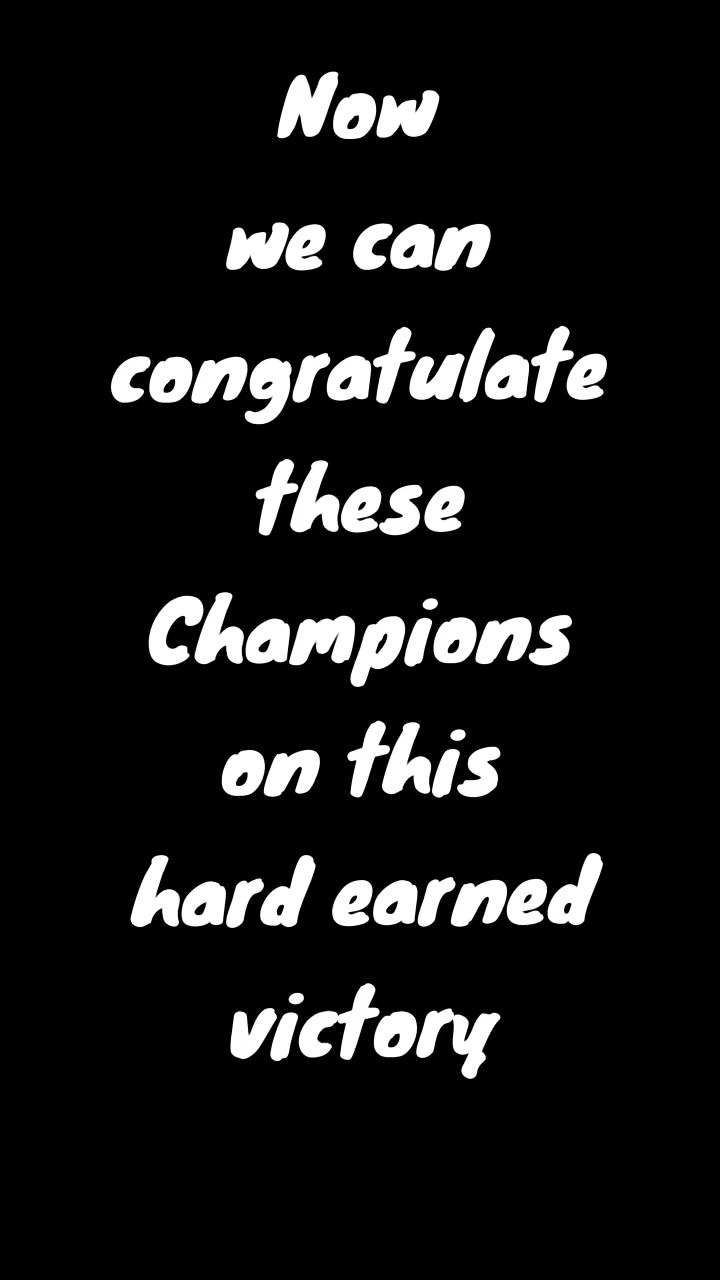 Now
we can
congratulate
these
Champions
on this
hard earned
victory